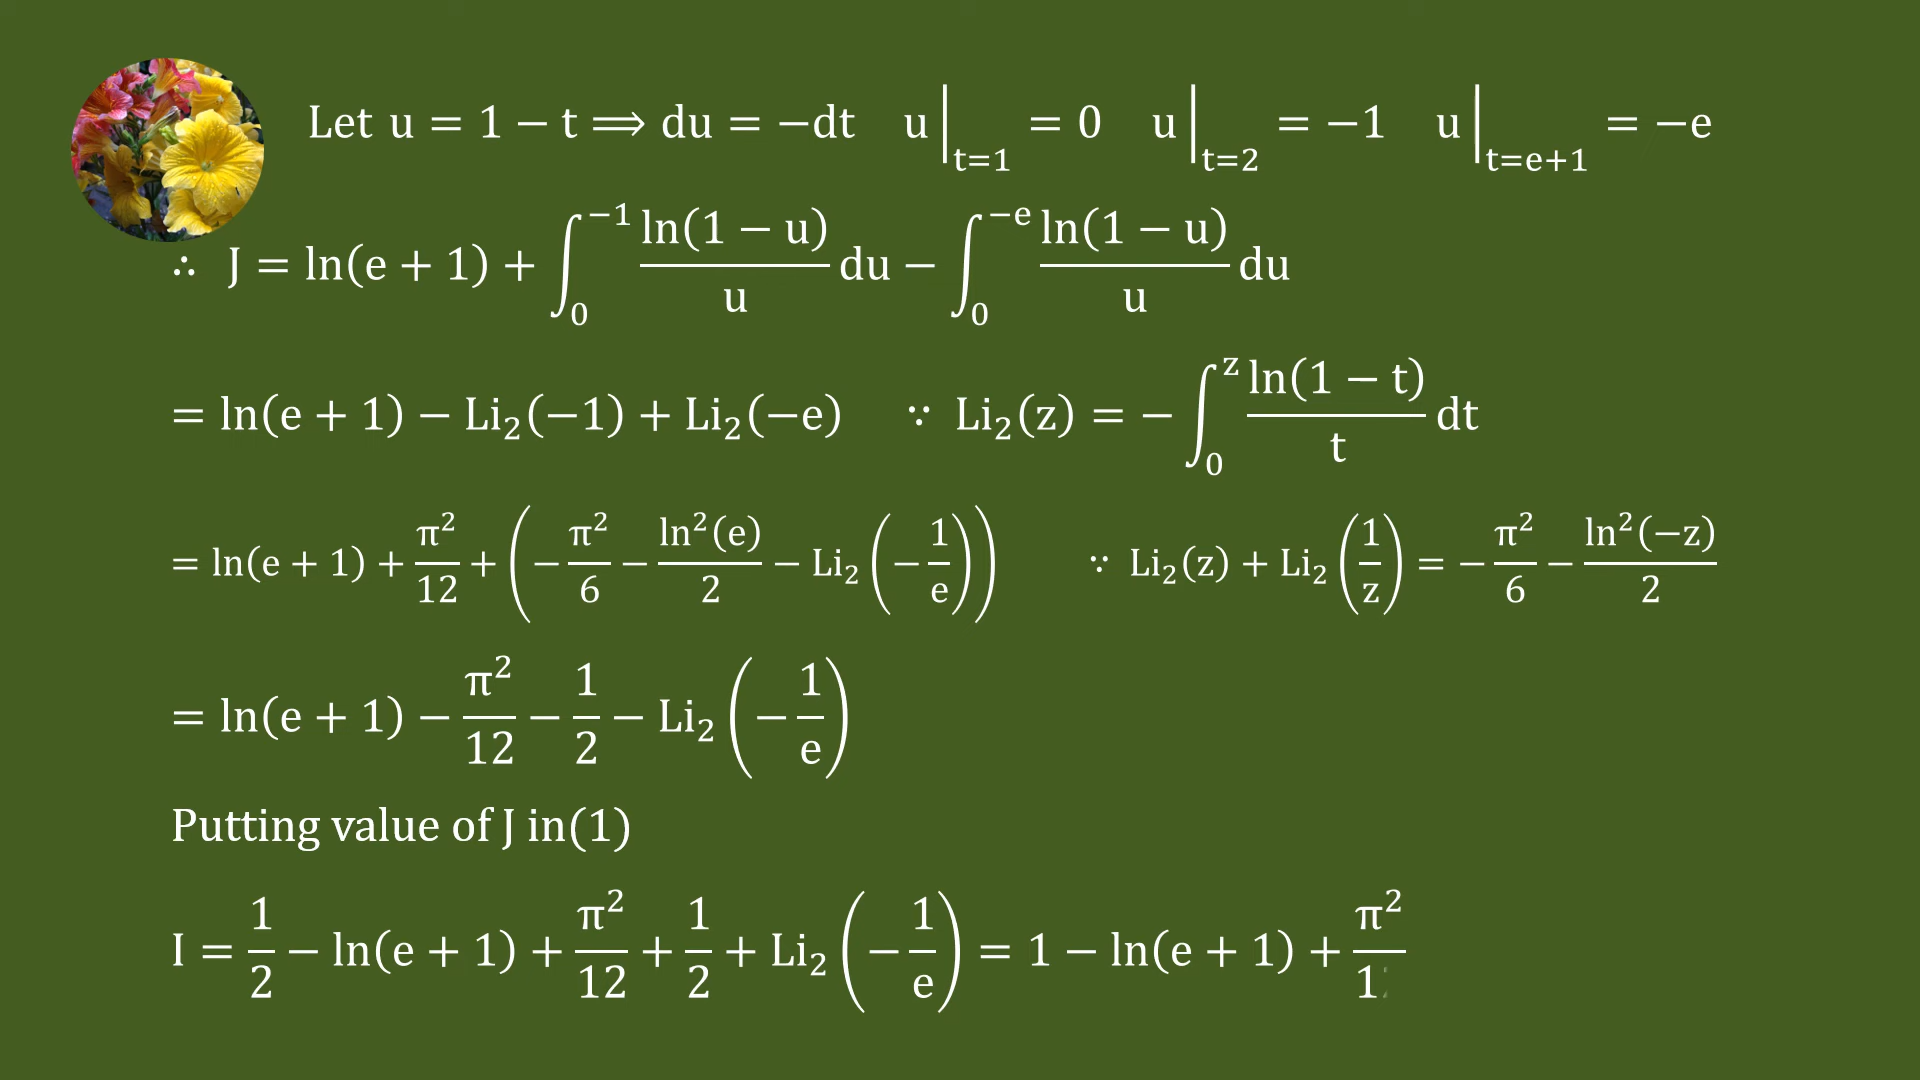 Let u = 1 − t ⟹ du = −dt u|ₜ₌₁ = 0 u|ₜ₌₂ = −1 u|ₜ₌ₑ₊₁ = −e
∴ J = ln(e + 1) + ∫₀⁻¹ ln(1 − u)/u du − ∫₀⁻ᵉ ln(1 − u)/u du
= ln(e + 1) − Li₂(−1) + Li₂(−e) ∵ Li₂(z) = −∫₀ᶻ ln(1 − t)/t dt
= ln(e + 1) + π²/12 + (−π²/6 − ln²(e)/2 − Li₂(−1/e)) ∵ Li₂(z) + Li₂(1/z) = −π²/6 − ln²(−z)/2
= ln(e + 1) − π²/12 − 1/2 − Li₂(−1/e)
Putting value of J in(1)
I = 1/2 − ln(e + 1) + π²/12 + 1/2 + Li₂(−1/e) = 1 − ln(e + 1) + π²/1